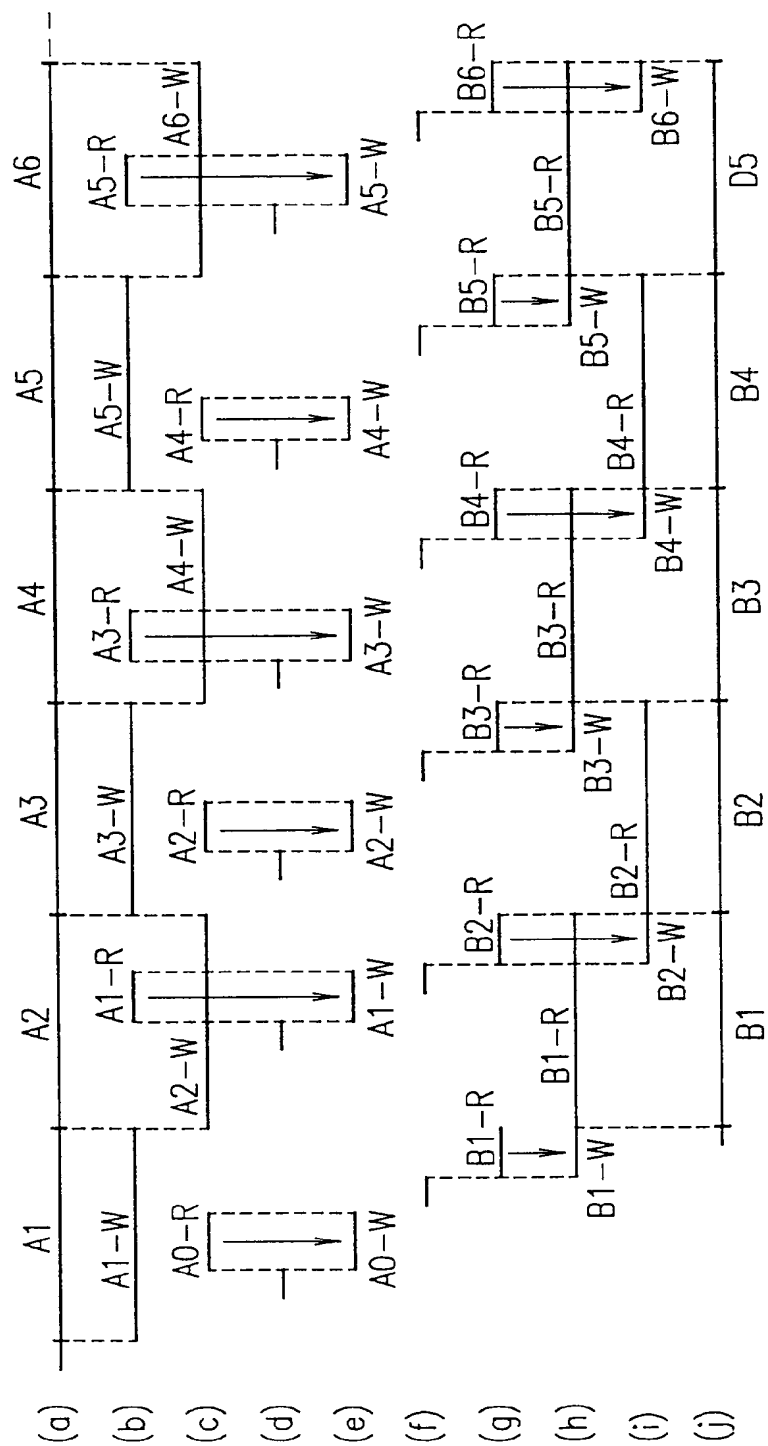 (a) A1 A2 A3 A4 A5 A6
(b) A1-W A1-R A3-W A3-R A5-W A5-R
(c) A0-R A2-W A2-R A4-W A4-R A6-W
(d)
(e) A0-W A1-W A2-W A3-W A4-W A5-W
(f)
(g) B1-R B2-R B3-R B4-R B5-R B6-R
(h) B1-W B1-R B3-W B3-R B5-W B5-R
(i) B2-W B2-R B4-W B4-R B6-W
(j) B1 B2 B3 B4 D5